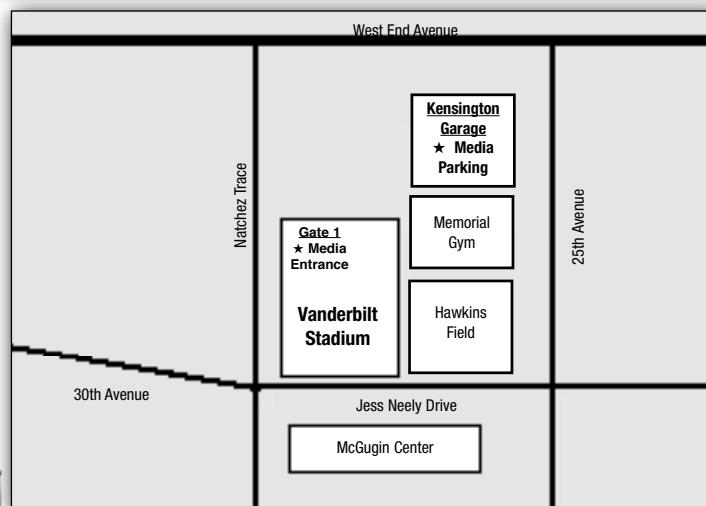 West End Avenue
Kensington
Garage
★ Media
Parking
Natchez Trace
Memorial
Gym
25th Avenue
Gate 1
★ Media
Entrance
Vanderbilt
Stadium
Hawkins
Field
30th Avenue
Jess Neely Drive
McGugin Center